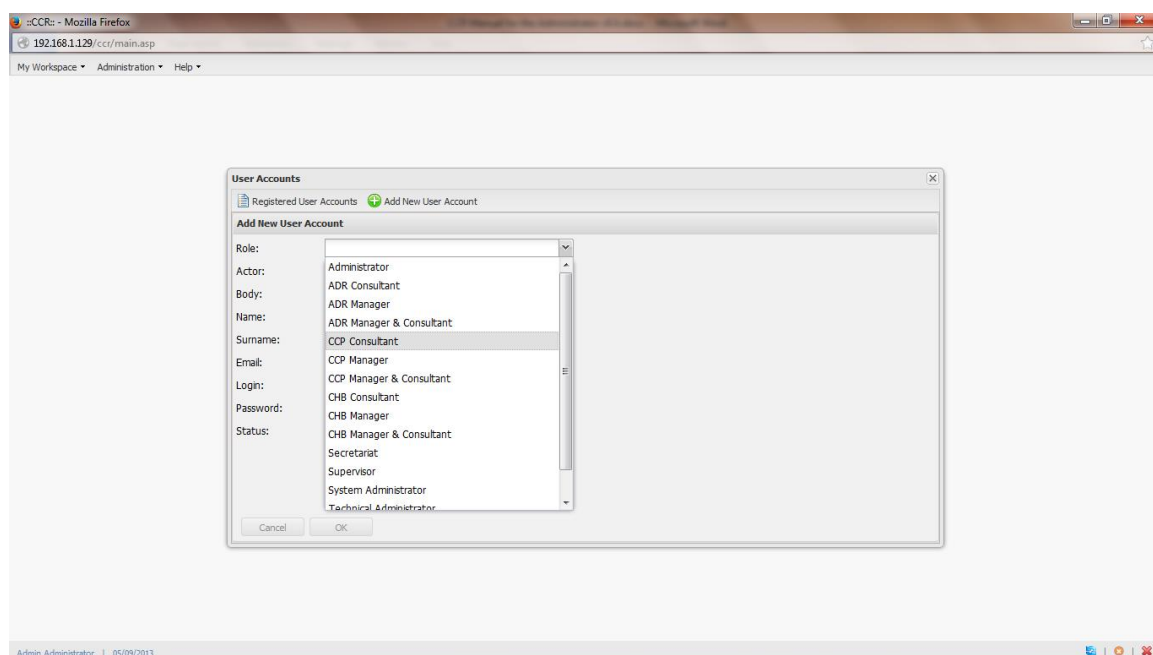 ::CCR:: - Mozilla Firefox
192.168.1.129/ccr/main.asp
My Workspace Administration Help
User Accounts
Registered User Accounts Add New User Account
Add New User Account
Role:
Actor:
Body:
Name:
Surname:
Email:
Login:
Password:
Status:
Administrator
ADR Consultant
ADR Manager
ADR Manager & Consultant
CCP Consultant
CCP Manager
CCP Manager & Consultant
CHB Consultant
CHB Manager
CHB Manager & Consultant
Secretariat
Supervisor
System Administrator
Technical Administrator
Cancel OK
Admin Administrator | 05/09/2013